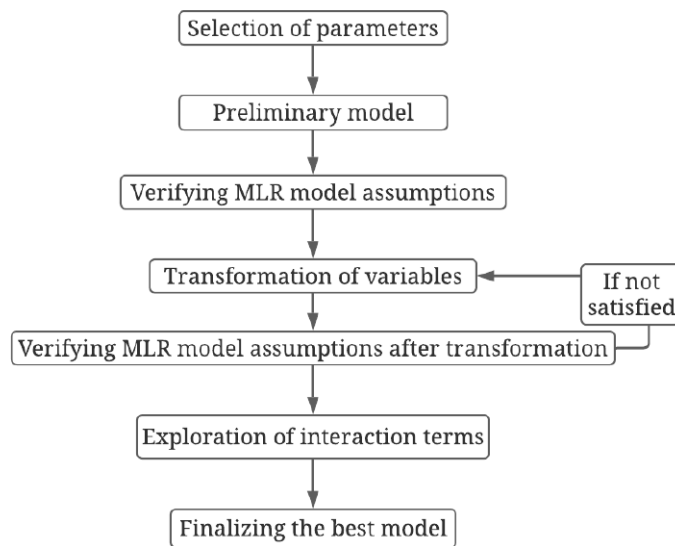 Selection of parameters
Preliminary model
Verifying MLR model assumptions
Transformation of variables
If not
satisfied
Verifying MLR model assumptions after transformation
Exploration of interaction terms
Finalizing the best model